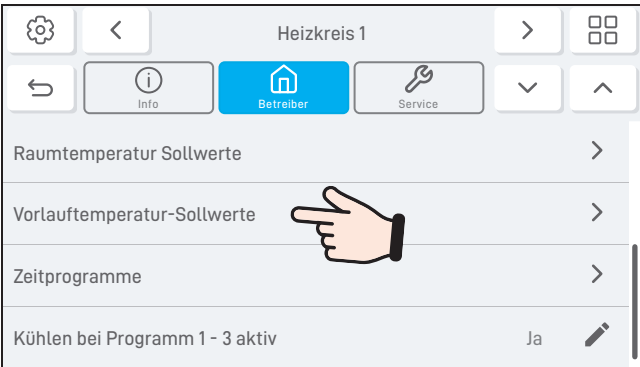 Heizkreis 1
Info
Betreiber
Service
Raumtemperatur Sollwerte
Vorlauftemperatur-Sollwerte
Zeitprogramme
Kühlen bei Programm 1 - 3 aktiv Ja